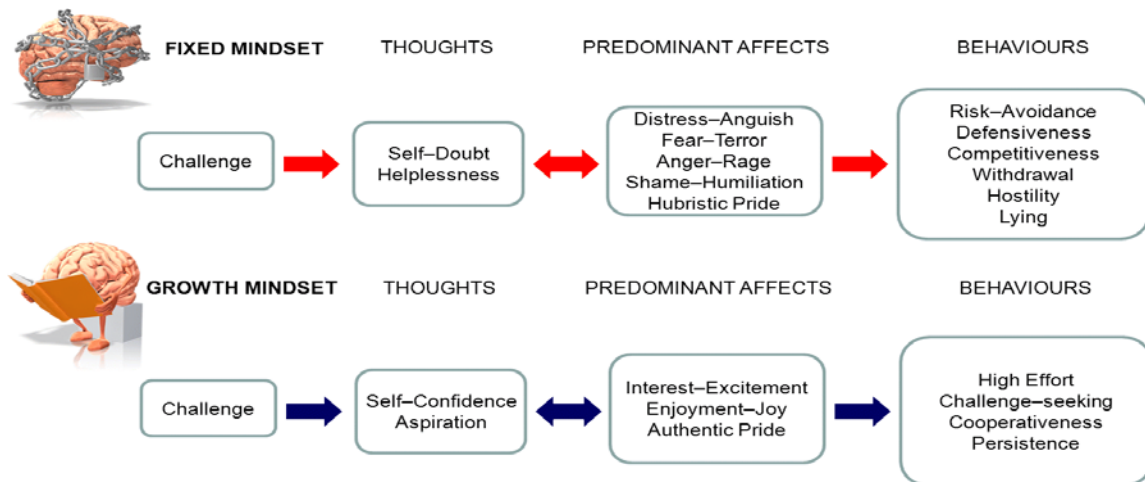 FIXED MINDSET
THOUGHTS
PREDOMINANT AFFECTS
BEHAVIOURS
Challenge
Self–Doubt
Helplessness
Distress–Anguish
Fear–Terror
Anger–Rage
Shame–Humiliation
Hubristic Pride
Risk–Avoidance
Defensiveness
Competitiveness
Withdrawal
Hostility
Lying
GROWTH MINDSET
THOUGHTS
PREDOMINANT AFFECTS
BEHAVIOURS
Challenge
Self–Confidence
Aspiration
Interest–Excitement
Enjoyment–Joy
Authentic Pride
High Effort
Challenge–seeking
Cooperativeness
Persistence